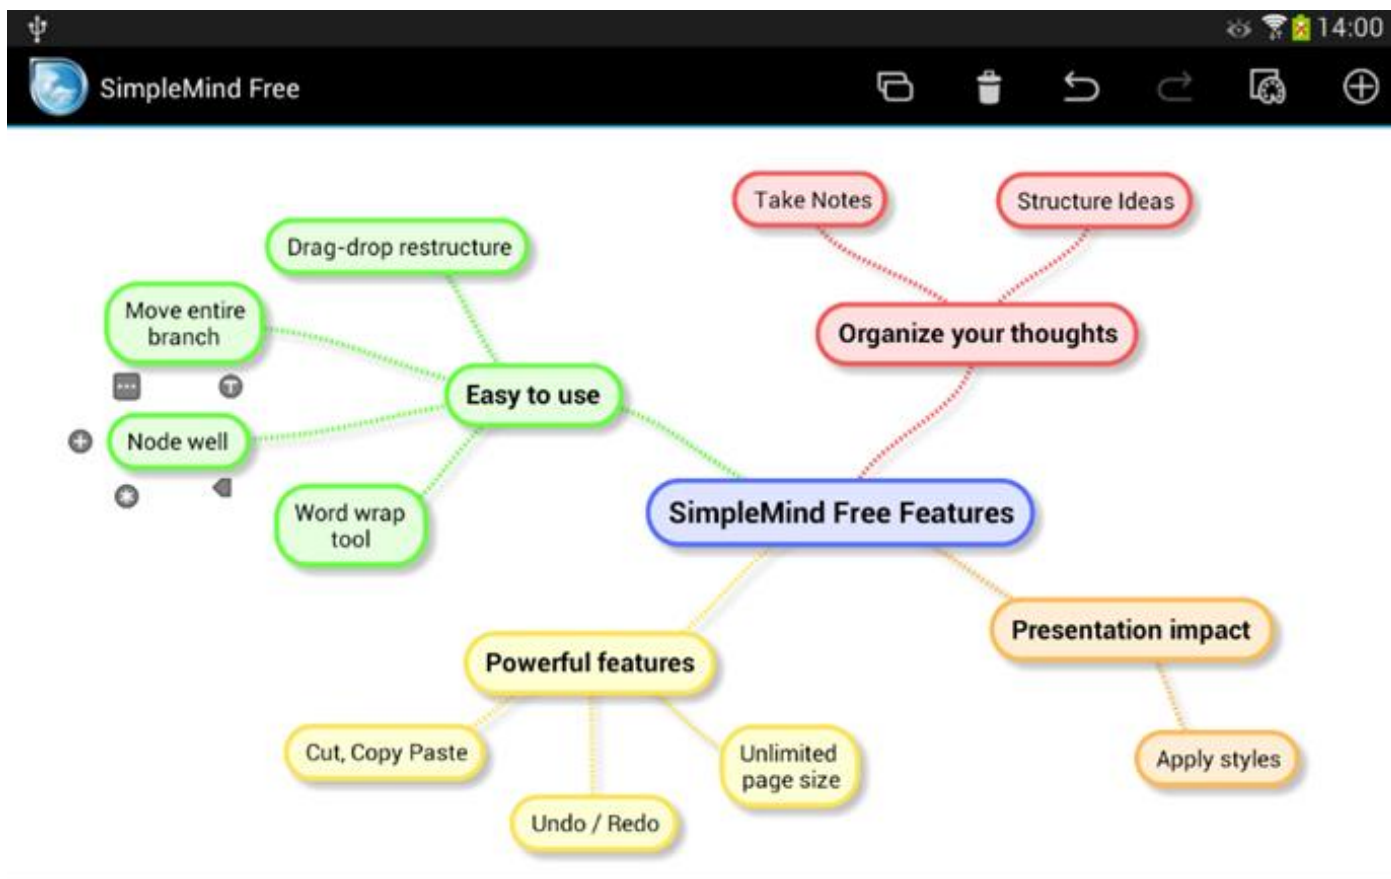 14:00
SimpleMind Free
Take Notes
Structure Ideas
Drag-drop restructure
Move entire
branch
Organize your thoughts
Easy to use
Node well
Word wrap
tool
SimpleMind Free Features
Presentation impact
Powerful features
Cut, Copy Paste
Unlimited
page size
Apply styles
Undo / Redo